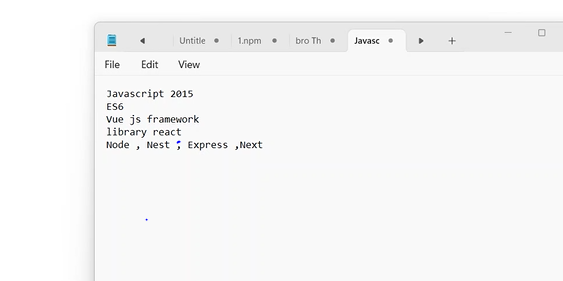 Untitle
1.npm
bro Th
Javasc
File Edit View
Javascript 2015
ES6
Vue js framework
library react
Node , Nest , Express ,Next